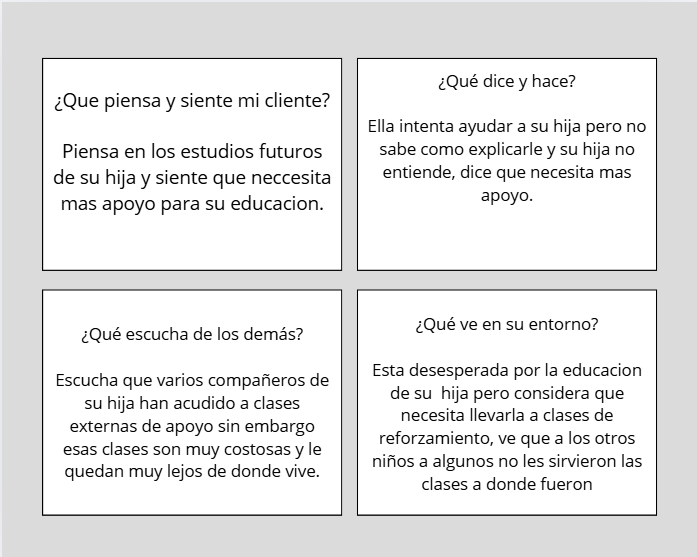 ¿Que piensa y siente mi cliente?
Piensa en los estudios futuros
de su hija y siente que neccesita
mas apoyo para su educacion.
¿Qué dice y hace?
Ella intenta ayudar a su hija pero no
sabe como explicarle y su hija no
entiende, dice que necesita mas
apoyo.
¿Qué escucha de los demás?
Escucha que varios compañeros de
su hija han acudido a clases
externas de apoyo sin embargo
esas clases son muy costosas y le
quedan muy lejos de donde vive.
¿Qué ve en su entorno?
Esta desesperada por la educacion
de su hija pero considera que
necesita llevarla a clases de
reforzamiento, ve que a los otros
niños a algunos no les sirvieron las
clases a donde fueron